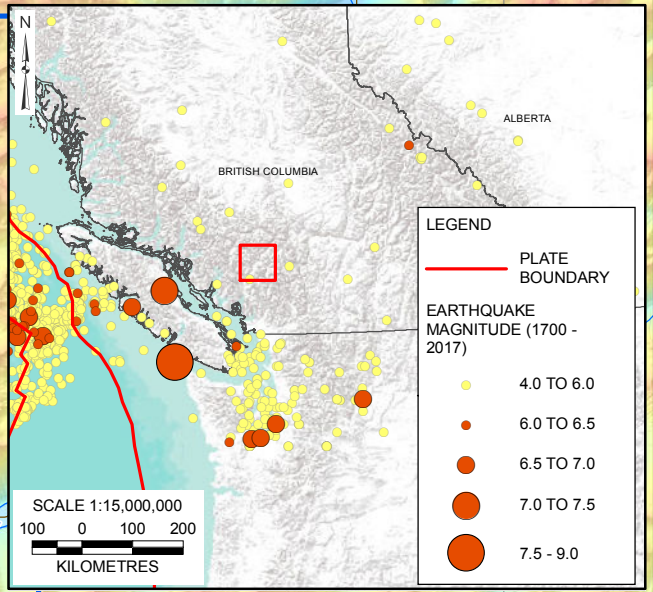 N
ALBERTA
BRITISH COLUMBIA
LEGEND
PLATE
BOUNDARY
EARTHQUAKE
MAGNITUDE (1700 -
2017)
4.0 TO 6.0
6.0 TO 6.5
6.5 TO 7.0
7.0 TO 7.5
7.5 - 9.0
SCALE 1:15,000,000
100 0 100 200
KILOMETRES